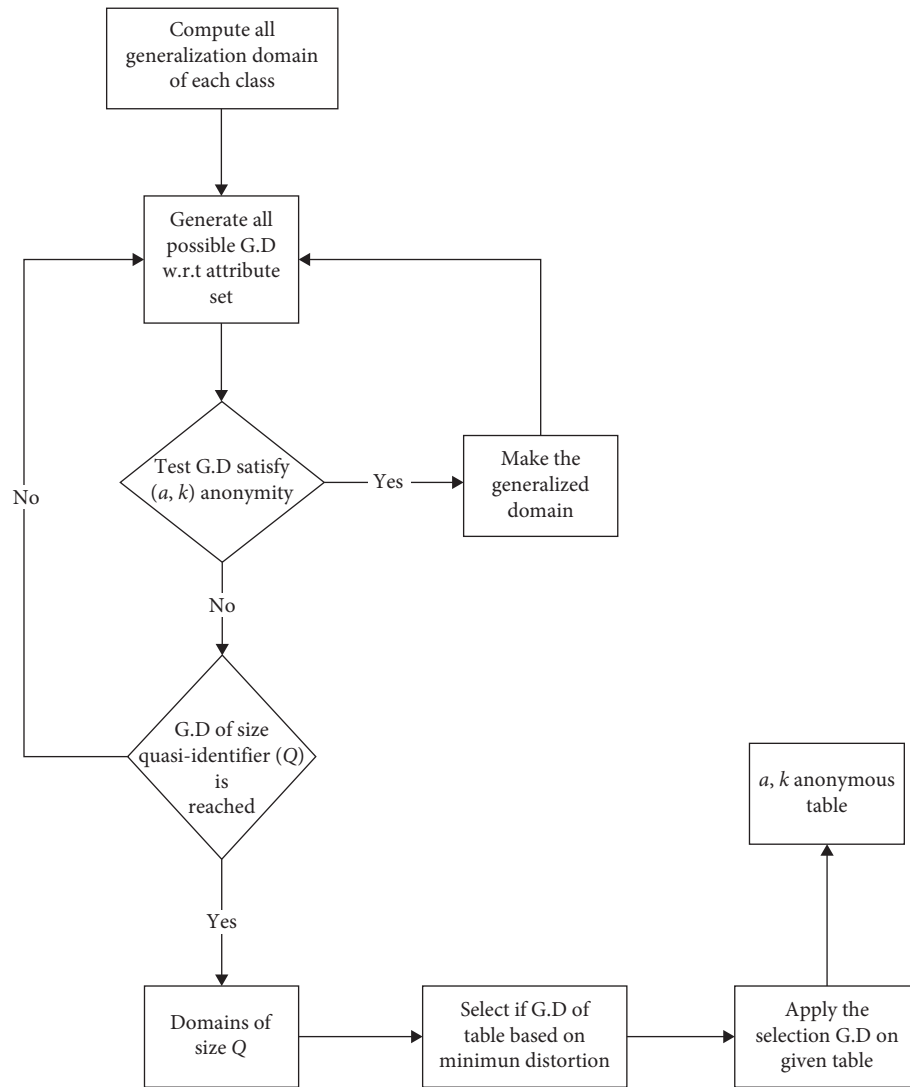 Compute all
generalization domain
of each class
Generate all
possible G.D
w.r.t attribute
set
Test G.D satisfy
(a, k) anonymity
Yes
Make the
generalized
domain
No
No
G.D of size
quasi-identifier (Q)
is
reached
a, k anonymous
table
Yes
Domains of
size Q
Select if G.D of
table based on
minimun distortion
Apply the
selection G.D on
given table